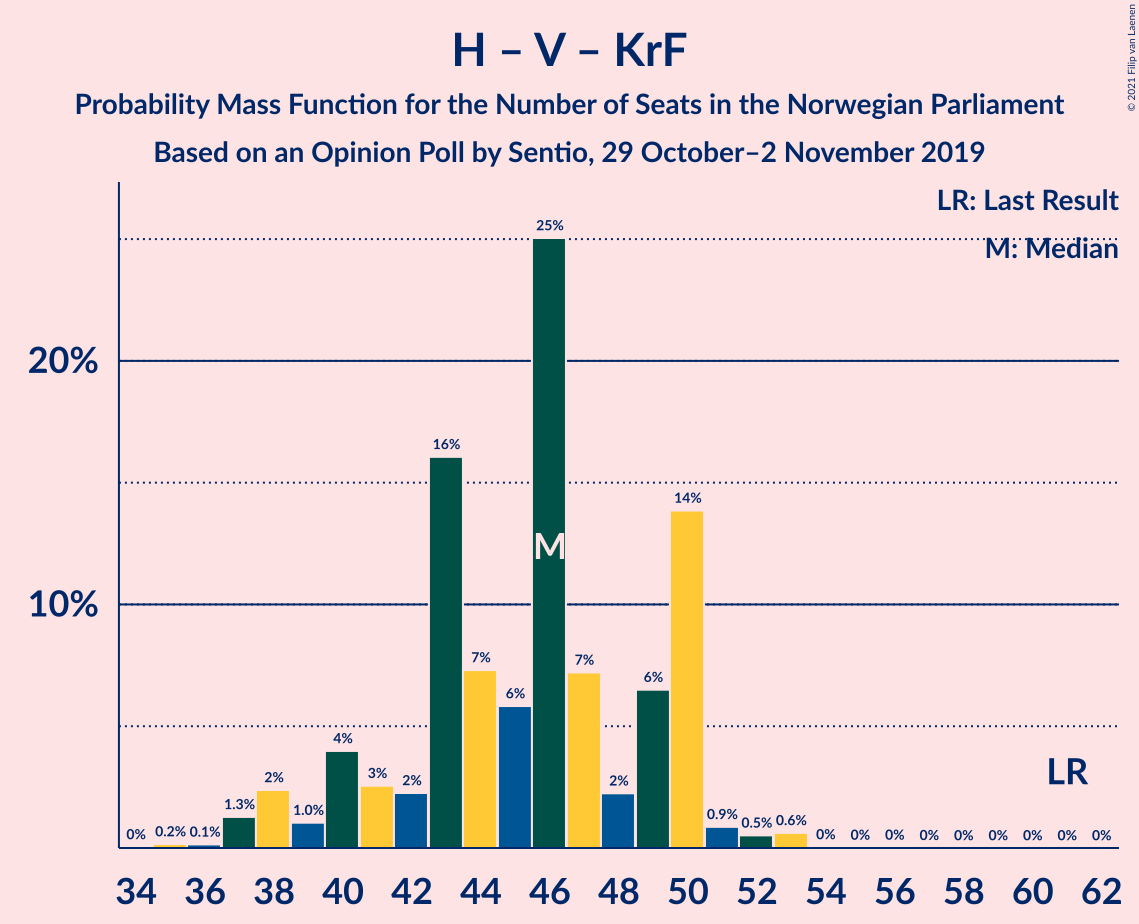 H – V – KrF
Probability Mass Function for the Number of Seats in the Norwegian Parliament
Based on an Opinion Poll by Sentio, 29 October–2 November 2019
© 2021 Filip van Laenen
LR: Last Result
M: Median
20%
10%
0% 0.2% 0.1% 1.3% 2% 1.0% 4% 3% 2% 16% 7% 6% 25% 7% 2% 6% 14% 0.9% 0.5% 0.6% 0% 0% 0% 0% 0% 0% 0% 0% 0%
M
LR
34 36 38 40 42 44 46 48 50 52 54 56 58 60 62